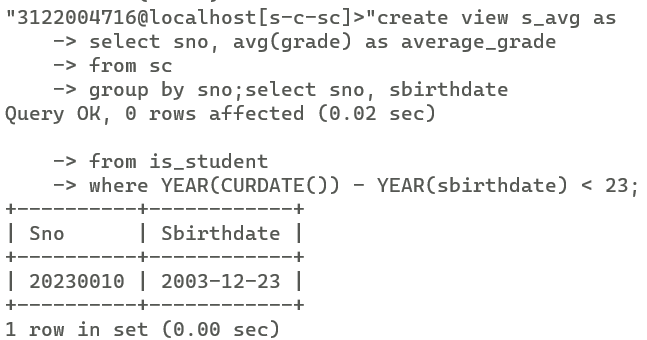 "3122004716@localhost[s-c-sc]>"create view s_avg as
    -> select sno, avg(grade) as average_grade
    -> from sc
    -> group by sno;select sno, sbirthdate
Query OK, 0 rows affected (0.02 sec)

    -> from is_student
    -> where YEAR(CURDATE()) - YEAR(sbirthdate) < 23;
+----------+------------+
| Sno      | Sbirthdate |
+----------+------------+
| 20230010 | 2003-12-23 |
+----------+------------+
1 row in set (0.00 sec)